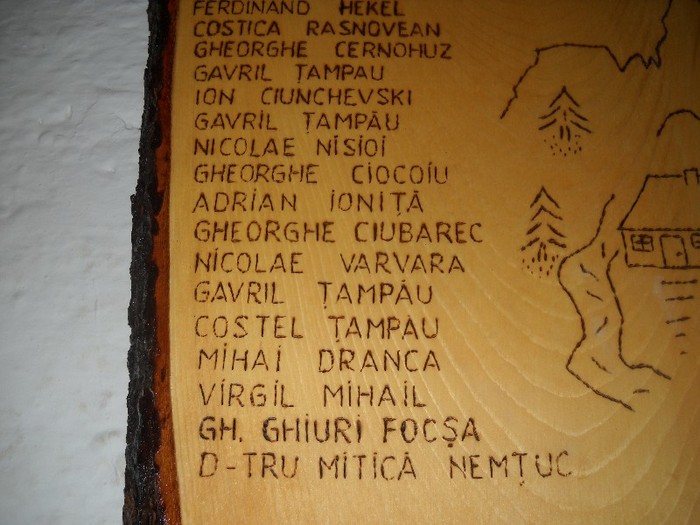 FERDINAND HEKEL
COSTICA RASNOVEAN
GHEORGHE CERNOHUZ
GAVRIL ȚAMPAU
ION CIUNCHEVSKI
GAVRIL ȚAMPĂU
NICOLAE NISIOI
GHEORGHE CIOCOIU
ADRIAN IONIȚĂ
GHEORGHE CIUBAREC
NICOLAE VARVARA
GAVRIL ȚAMPĂU
COSTEL ȚAMPĂU
MIHAI DRANCA
VIRGIL MIHAIL
GH. GHIURI FOCȘA
D-TRU MITICĂ NEMȚUC